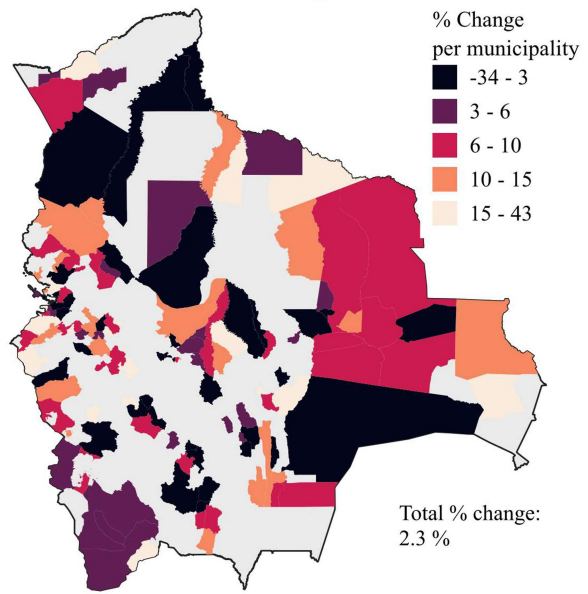 % Change
per municipality
-34 - 3
3 - 6
6 - 10
10 - 15
15 - 43
Total % change:
2.3 %